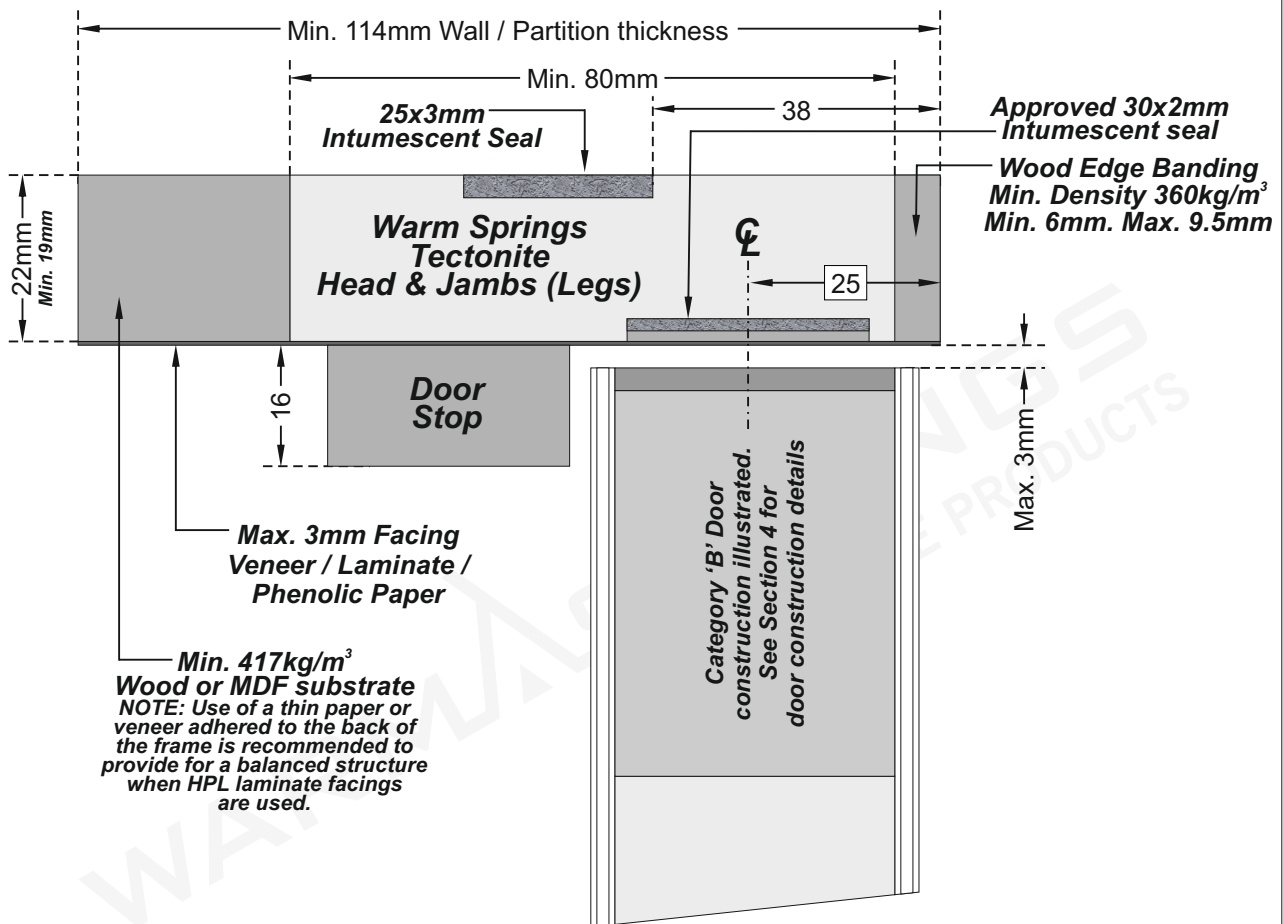 Min. 114mm Wall / Partition thickness
Min. 80mm
25x3mm
Intumescent Seal
38
Approved 30x2mm
Intumescent seal
Wood Edge Banding
Min. Density 360kg/m³
Min. 6mm. Max. 9.5mm
22mm
Min. 19mm
Warm Springs
Tectonite
Head & Jambs (Legs)
CL
25
16
Door
Stop
Max. 3mm
Max. 3mm Facing
Veneer / Laminate /
Phenolic Paper
Category ‘B’ Door
construction illustrated.
See Section 4 for
door construction details
Min. 417kg/m³
Wood or MDF substrate
NOTE: Use of a thin paper or
veneer adhered to the back of
the frame is recommended to
provide for a balanced structure
when HPL laminate facings
are used.
PRODUCTS